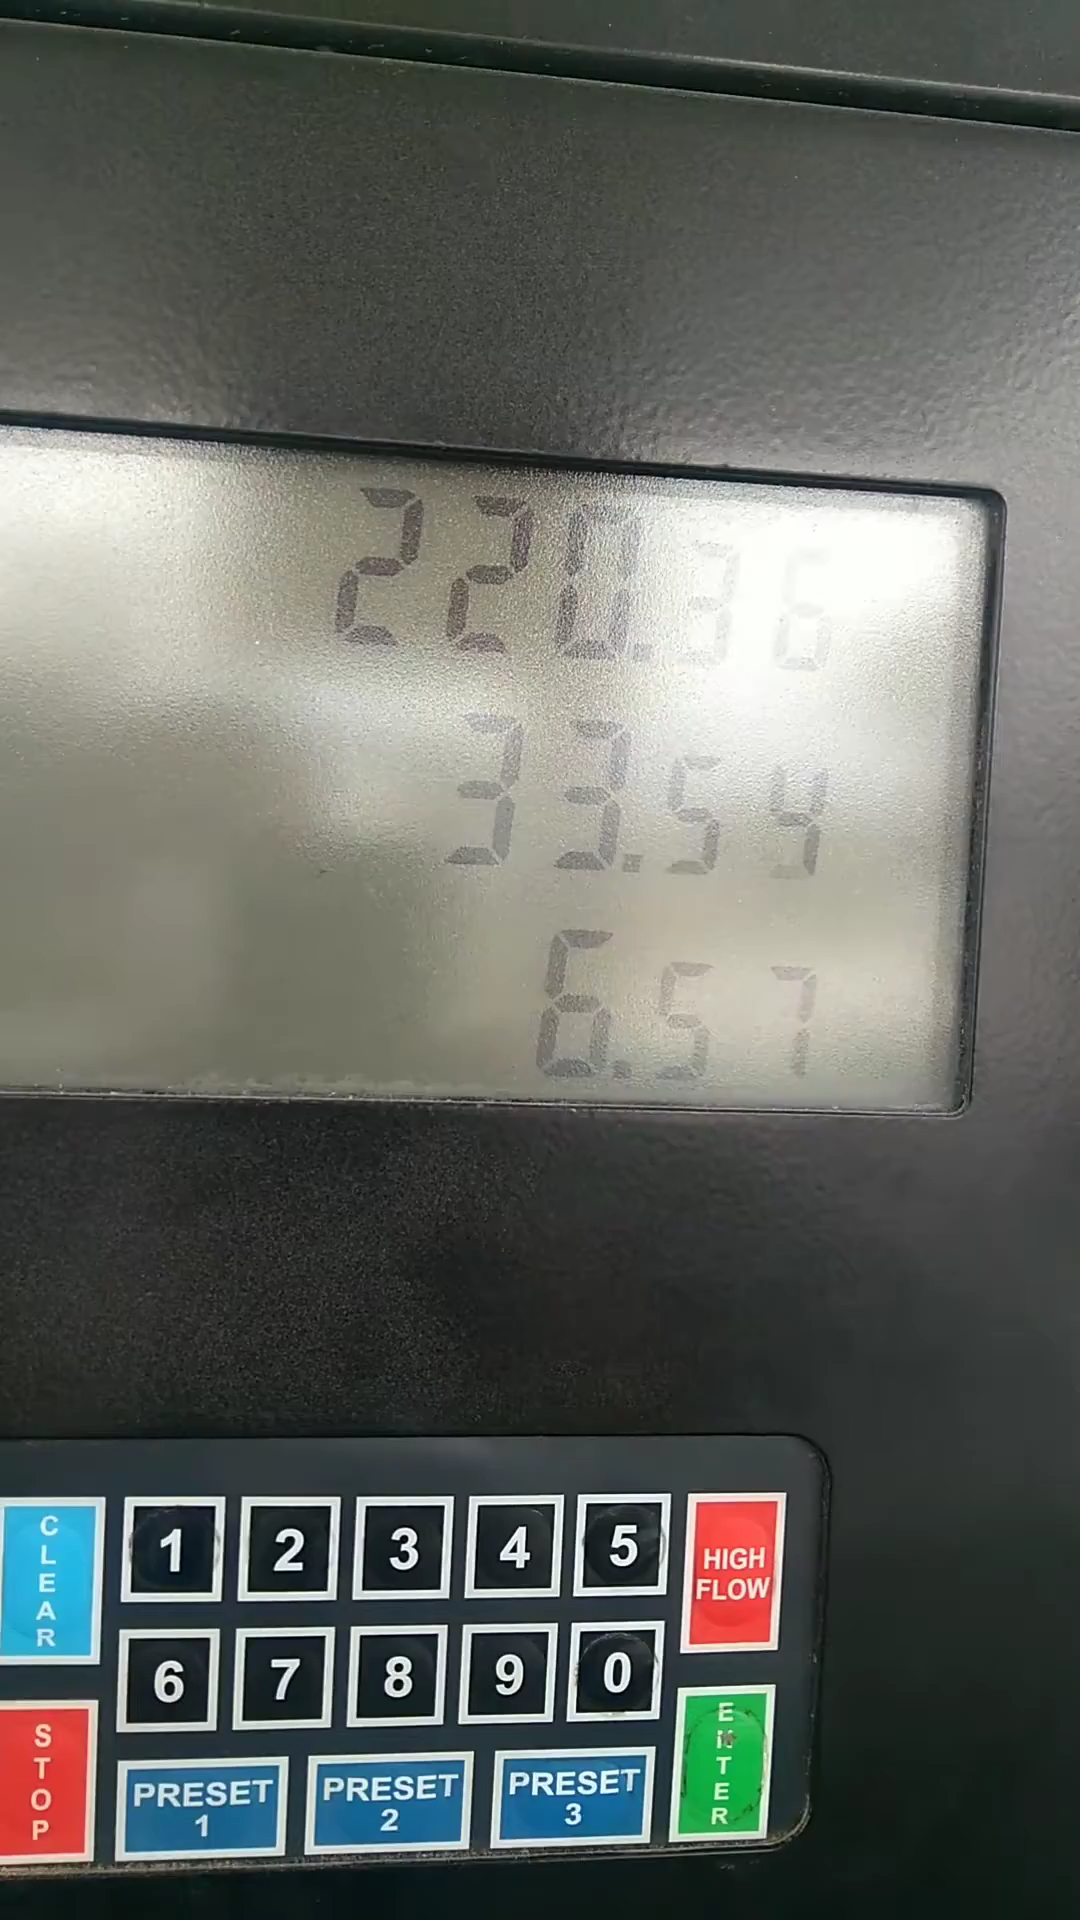 220.36
33.54
6.57
CLEAR
1 2 3 4 5
HIGH
FLOW
6 7 8 9 0
STOP
PRESET
1
PRESET
2
PRESET
3
ENTER